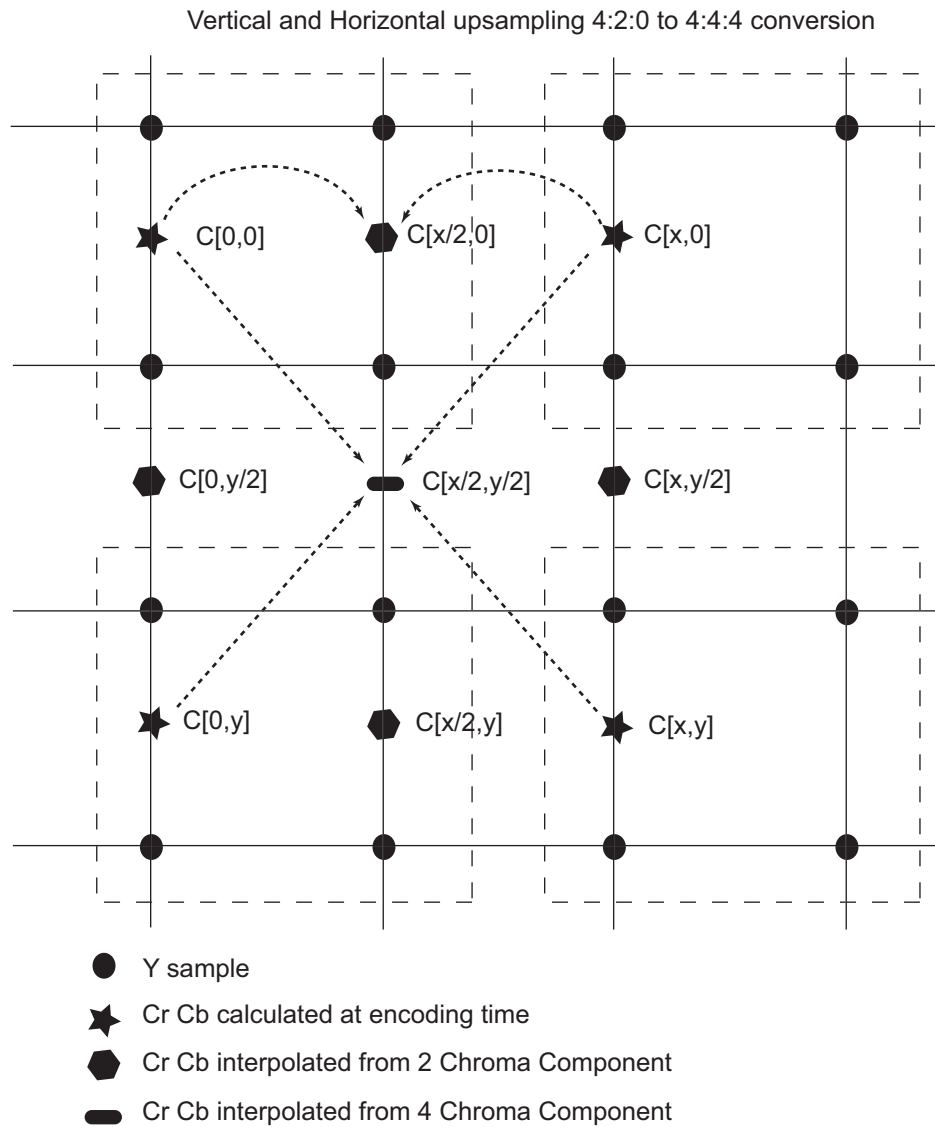 Vertical and Horizontal upsampling 4:2:0 to 4:4:4 conversion
C[0,0]
C[x/2,0]
C[x,0]
C[0,y/2]
C[x/2,y/2]
C[x,y/2]
C[0,y]
C[x/2,y]
C[x,y]
Y sample
Cr Cb calculated at encoding time
Cr Cb interpolated from 2 Chroma Component
Cr Cb interpolated from 4 Chroma Component